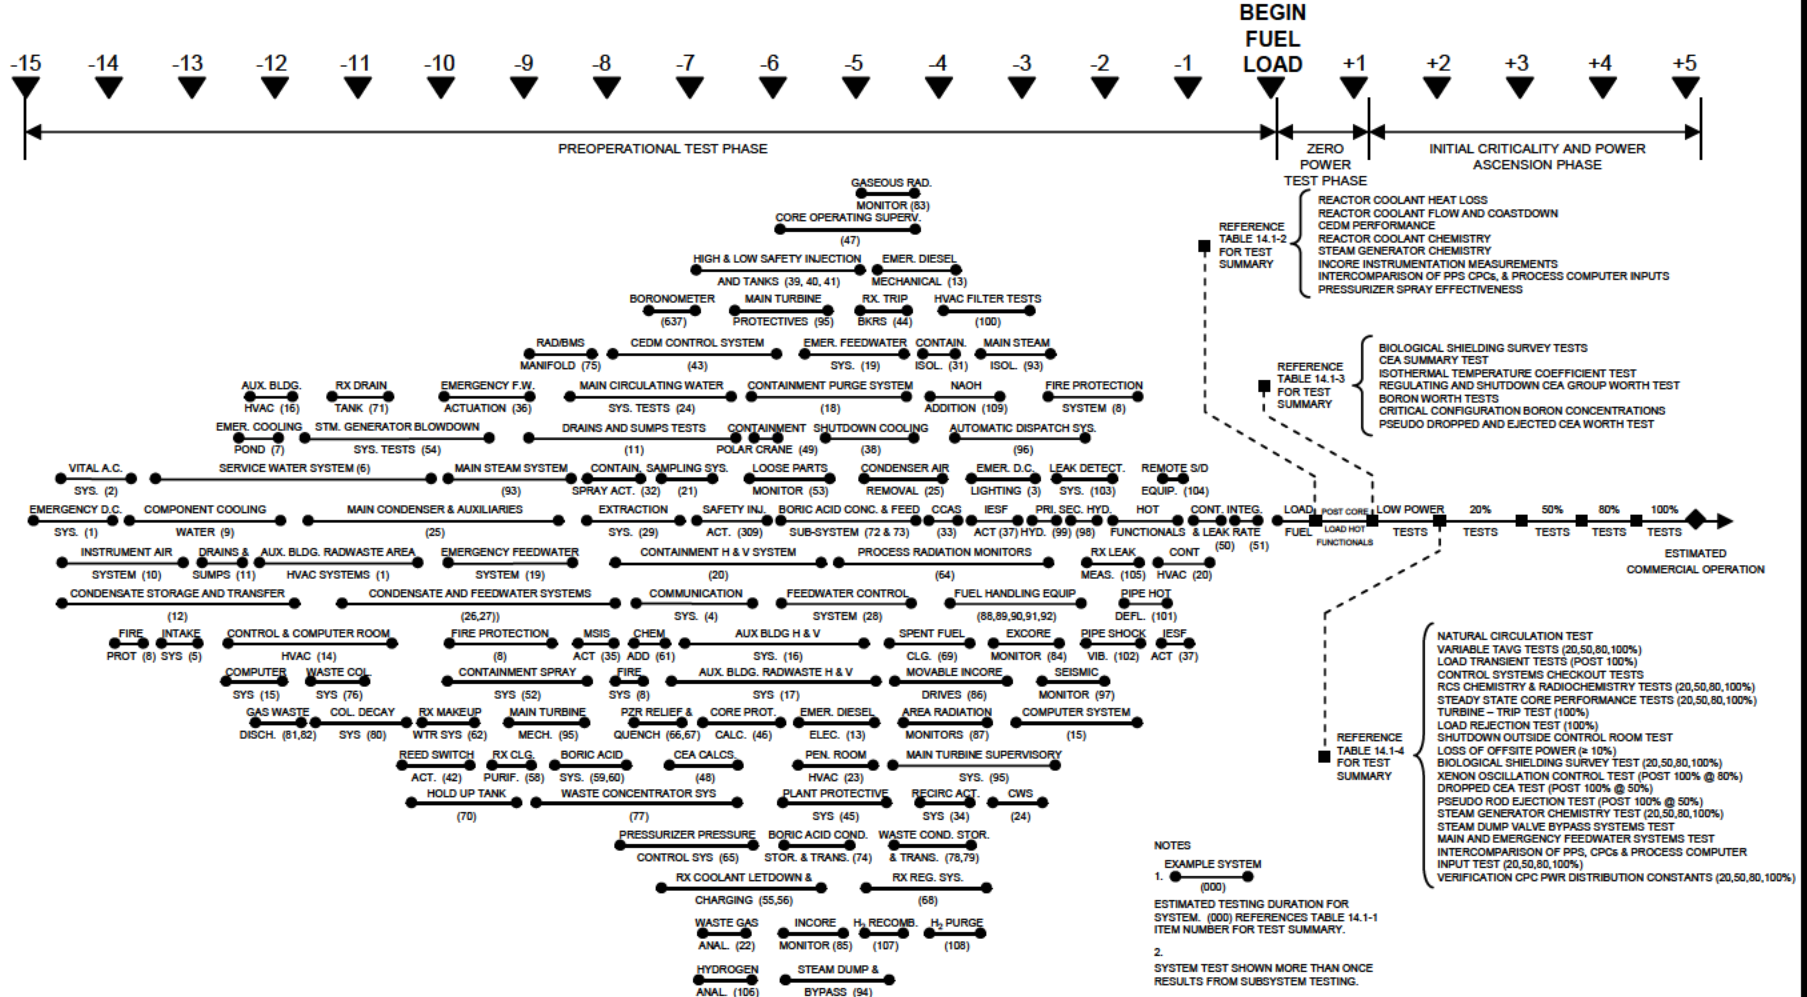 BEGIN
FUEL
LOAD
-15 -14 -13 -12 -11 -10 -9 -8 -7 -6 -5 -4 -3 -2 -1 +1 +2 +3 +4 +5
PREOPERATIONAL TEST PHASE
ZERO
POWER
TEST PHASE
INITIAL CRITICALITY AND POWER
ASCENSION PHASE
GASEOUS RAD.
MONITOR (83)
CORE OPERATING SUPERV.
(47)
HIGH & LOW SAFETY INJECTION EMER. DIESEL
AND TANKS (39, 40, 41) MECHANICAL (13)
BORONOMETER MAIN TURBINE RX. TRIP HVAC FILTER TESTS
(637) PROTECTIVES (95) BKRS (44) (100)
RAD/BMS CEDM CONTROL SYSTEM EMER. FEEDWATER CONTAIN. MAIN STEAM
MANIFOLD (75) (43) SYS. (19) ISOL. (31) ISOL. (93)
AUX. BLDG. RX DRAIN EMERGENCY F.W. MAIN CIRCULATING WATER CONTAINMENT PURGE SYSTEM NAOH FIRE PROTECTION
HVAC (16) TANK (71) ACTUATION (36) SYS. TESTS (24) (18) ADDITION (109) SYSTEM (8)
EMER. COOLING STM. GENERATOR BLOWDOWN DRAINS AND SUMPS TESTS CONTAINMENT SHUTDOWN COOLING AUTOMATIC DISPATCH SYS.
POND (7) SYS. TESTS (54) (11) POLAR CRANE (49) (38) (96)
VITAL A.C. SERVICE WATER SYSTEM (6) MAIN STEAM SYSTEM CONTAIN. SAMPLING SYS. LOOSE PARTS CONDENSER AIR EMER. D.C. LEAK DETECT. REMOTE S/D
SYS. (2) (93) SPRAY ACT. (32) (21) MONITOR (53) REMOVAL (25) LIGHTING (3) SYS. (103) EQUIP. (104)
EMERGENCY D.C. COMPONENT COOLING MAIN CONDENSER & AUXILIARIES EXTRACTION SAFETY INJ. BORIC ACID CONC. & FEED CCAS IESF PRI. SEC. HYD. HOT CONT. INTEG.
SYS. (1) WATER (9) (25) SYS. (29) ACT. (309) SUB-SYSTEM (72 & 73) (33) ACT (37) HYD. (99) (98) FUNCTIONALS & LEAK RATE
(50) (51)
LOAD POST CORE LOW POWER 20% 50% 80% 100%
FUEL LOAD HOT TESTS TESTS TESTS TESTS TESTS
FUNCTIONALS
ESTIMATED
COMMERCIAL OPERATION
INSTRUMENT AIR DRAINS & AUX. BLDG. RADWASTE AREA EMERGENCY FEEDWATER CONTAINMENT H & V SYSTEM PROCESS RADIATION MONITORS RX LEAK CONT
SYSTEM (10) SUMPS (11) HVAC SYSTEMS (1) SYSTEM (19) (20) (64) MEAS. (105) HVAC (20)
CONDENSATE STORAGE AND TRANSFER CONDENSATE AND FEEDWATER SYSTEMS COMMUNICATION FEEDWATER CONTROL FUEL HANDLING EQUIP PIPE HOT
(12) (26,27)) SYS. (4) SYSTEM (28) (88,89,90,91,92) DEFL. (101)
FIRE INTAKE CONTROL & COMPUTER ROOM FIRE PROTECTION MSIS CHEM AUX BLDG H & V SPENT FUEL EXCORE PIPE SHOCK IESF
PROT (8) SYS (5) HVAC (14) (8) ACT (35) ADD (61) SYS. (16) CLG. (69) MONITOR (84) VIB. (102) ACT (37)
COMPUTER WASTE COL. CONTAINMENT SPRAY FIRE AUX. BLDG. RADWASTE H & V MOVABLE INCORE SEISMIC
SYS (15) SYS (76) SYS (52) SYS (8) SYS (17) DRIVES (86) MONITOR (97)
GAS WASTE COL. DECAY RX MAKEUP MAIN TURBINE PZR RELIEF & CORE PROT. EMER. DIESEL AREA RADIATION COMPUTER SYSTEM
DISCH. (81,82) SYS (80) WTR SYS (62) MECH. (95) QUENCH (66,67) CALC. (46) ELEC. (13) MONITORS (87) (15)
REED SWITCH RX CLG. BORIC ACID CEA CALCS. PEN. ROOM MAIN TURBINE SUPERVISORY
ACT. (42) PURIF. (58) SYS. (59,60) (48) HVAC (23) SYS. (95)
HOLD UP TANK WASTE CONCENTRATOR SYS PLANT PROTECTIVE RECIRC ACT. CWS
(70) (77) SYS (45) SYS (34) (24)
PRESSURIZER PRESSURE BORIC ACID COND. WASTE COND. STOR.
CONTROL SYS (65) STOR. & TRANS. (74) & TRANS. (78,79)
RX COOLANT LETDOWN & RX REG. SYS.
CHARGING (55,56) (68)
WASTE GAS INCORE H2 RECOMB. H2 PURGE
ANAL. (22) MONITOR (85) (107) (108)
HYDROGEN STEAM DUMP &
ANAL. (106) BYPASS (94)
REFERENCE
TABLE 14.1-2
FOR TEST
SUMMARY
REACTOR COOLANT HEAT LOSS
REACTOR COOLANT FLOW AND COASTDOWN
CEDM PERFORMANCE
REACTOR COOLANT CHEMISTRY
STEAM GENERATOR CHEMISTRY
INCORE INSTRUMENTATION MEASUREMENTS
INTERCOMPARISON OF PPS CPCs, & PROCESS COMPUTER INPUTS
PRESSURIZER SPRAY EFFECTIVENESS
REFERENCE
TABLE 14.1-3
FOR TEST
SUMMARY
BIOLOGICAL SHIELDING SURVEY TESTS
CEA SUMMARY TEST
ISOTHERMAL TEMPERATURE COEFFICIENT TEST
REGULATING AND SHUTDOWN CEA GROUP WORTH TEST
BORON WORTH TESTS
CRITICAL CONFIGURATION BORON CONCENTRATIONS
PSEUDO DROPPED AND EJECTED CEA WORTH TEST
REFERENCE
TABLE 14.1-4
FOR TEST
SUMMARY
NATURAL CIRCULATION TEST
VARIABLE TAVG TESTS (20,50,80,100%)
LOAD TRANSIENT TESTS (POST 100%)
CONTROL SYSTEMS CHECKOUT TESTS
RCS CHEMISTRY & RADIOCHEMISTRY TESTS (20,50,80,100%)
STEADY STATE CORE PERFORMANCE TESTS (20,50,80,100%)
TURBINE – TRIP TEST (100%)
LOAD REJECTION TEST (100%)
SHUTDOWN OUTSIDE CONTROL ROOM TEST
LOSS OF OFFSITE POWER (≥ 10%)
BIOLOGICAL SHIELDING SURVEY TEST (20,50,80,100%)
XENON OSCILLATION CONTROL TEST (POST 100% @ 80%)
DROPPED CEA TEST (POST 100% @ 50%)
PSEUDO ROD EJECTION TEST (POST 100% @ 50%)
STEAM GENERATOR CHEMISTRY TEST (20,50,80,100%)
STEAM DUMP VALVE BYPASS SYSTEMS TEST
MAIN AND EMERGENCY FEEDWATER SYSTEMS TEST
INTERCOMPARISON OF PPS, CPCs & PROCESS COMPUTER
INPUT TEST (20,50,80,100%)
VERIFICATION CPC PWR DISTRIBUTION CONSTANTS (20,50,80,100%)
NOTES
EXAMPLE SYSTEM
1.
(000)
ESTIMATED TESTING DURATION FOR
SYSTEM. (000) REFERENCES TABLE 14.1-1
ITEM NUMBER FOR TEST SUMMARY.
2.
SYSTEM TEST SHOWN MORE THAN ONCE
RESULTS FROM SUBSYSTEM TESTING.